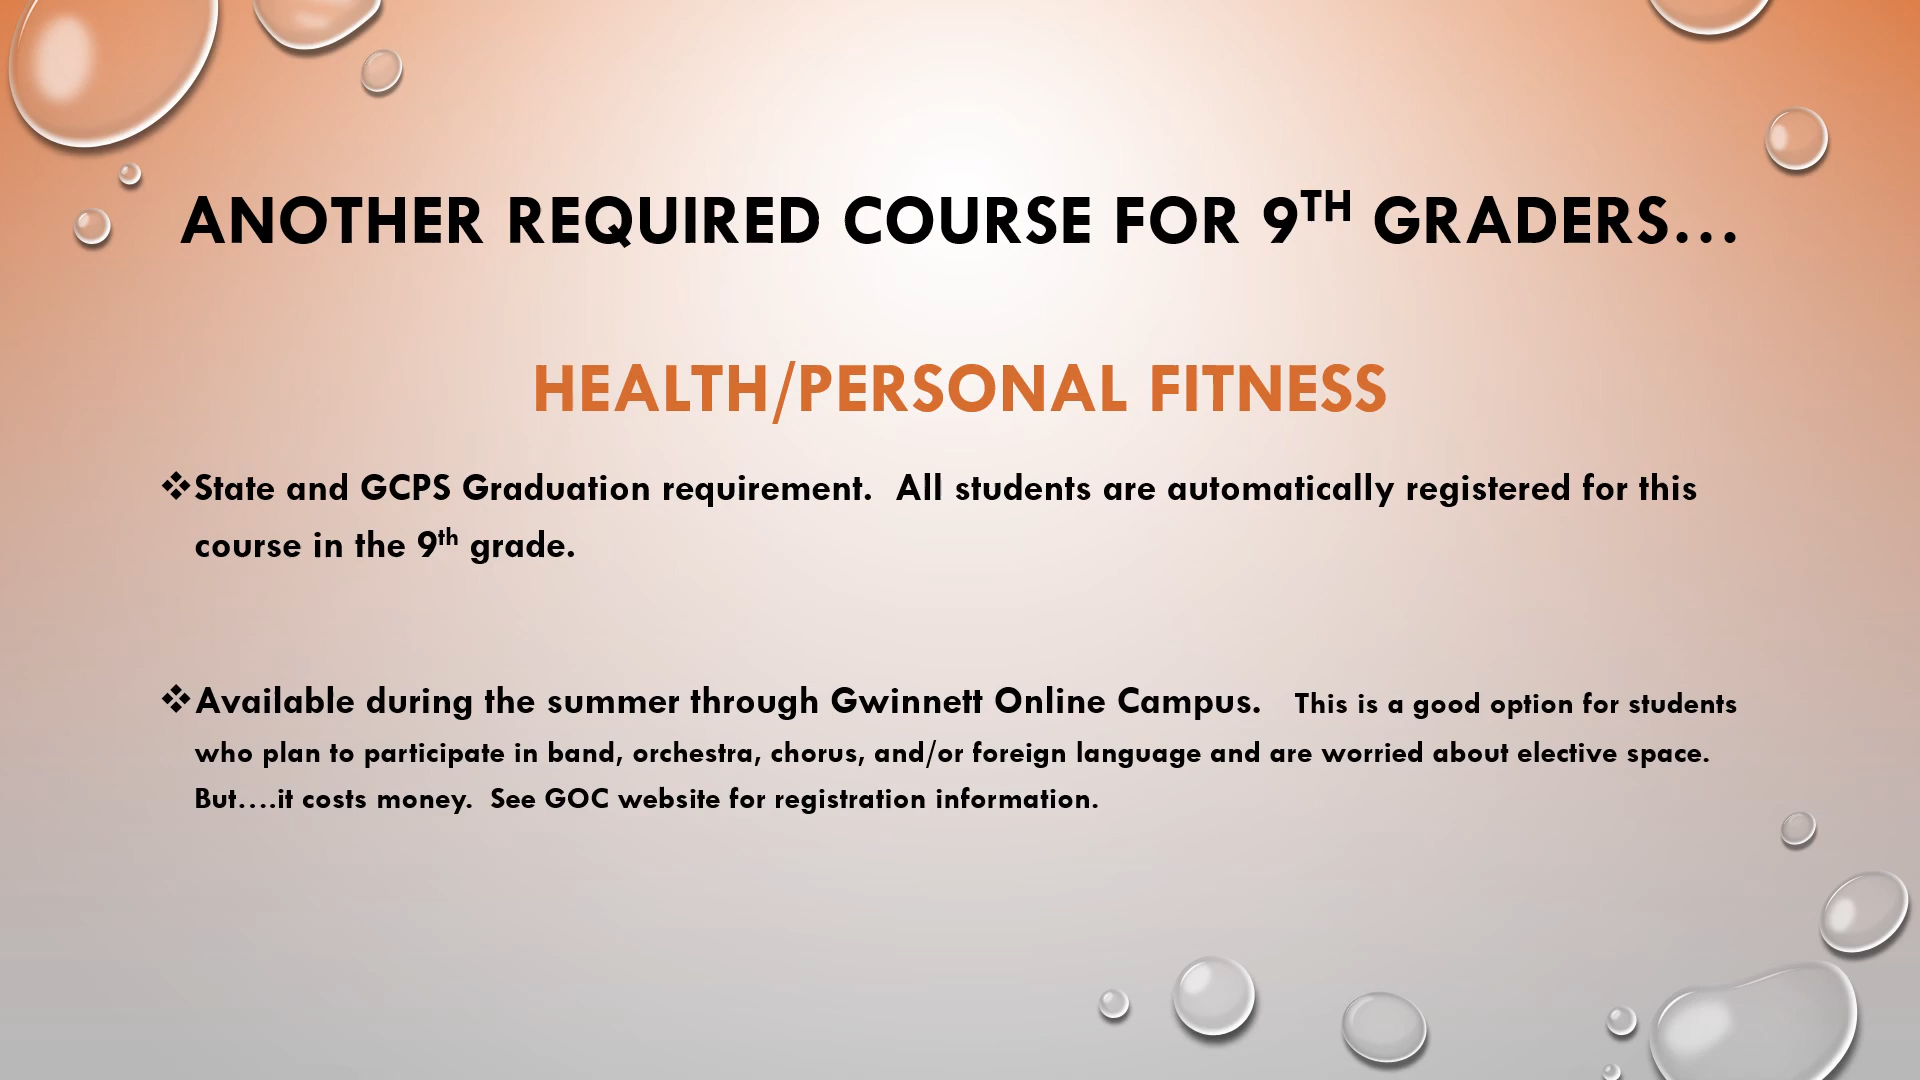 ANOTHER REQUIRED COURSE FOR 9TH GRADERS…
HEALTH/PERSONAL FITNESS
❖State and GCPS Graduation requirement.  All students are automatically registered for this
course in the 9th grade.
❖Available during the summer through Gwinnett Online Campus.   This is a good option for students
who plan to participate in band, orchestra, chorus, and/or foreign language and are worried about elective space.
But….it costs money.  See GOC website for registration information.